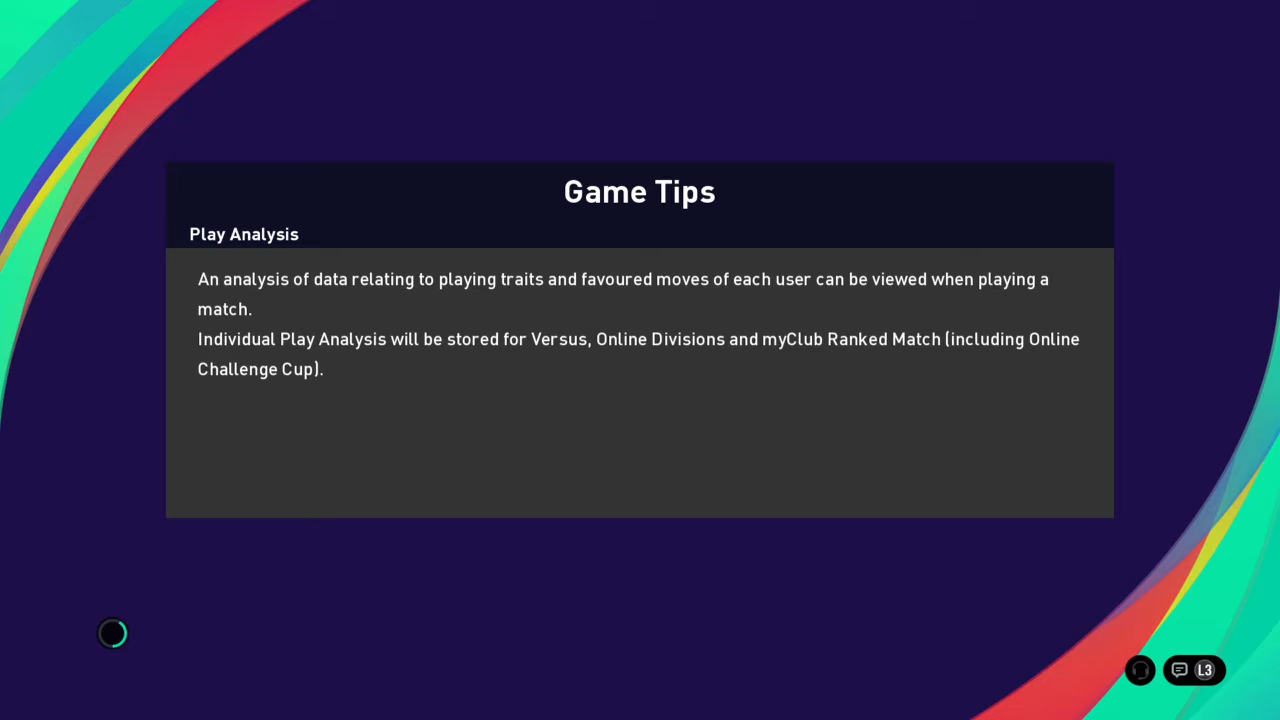 Game Tips
Play Analysis
An analysis of data relating to playing traits and favoured moves of each user can be viewed when playing a
match.
Individual Play Analysis will be stored for Versus, Online Divisions and myClub Ranked Match (including Online
Challenge Cup).
L3